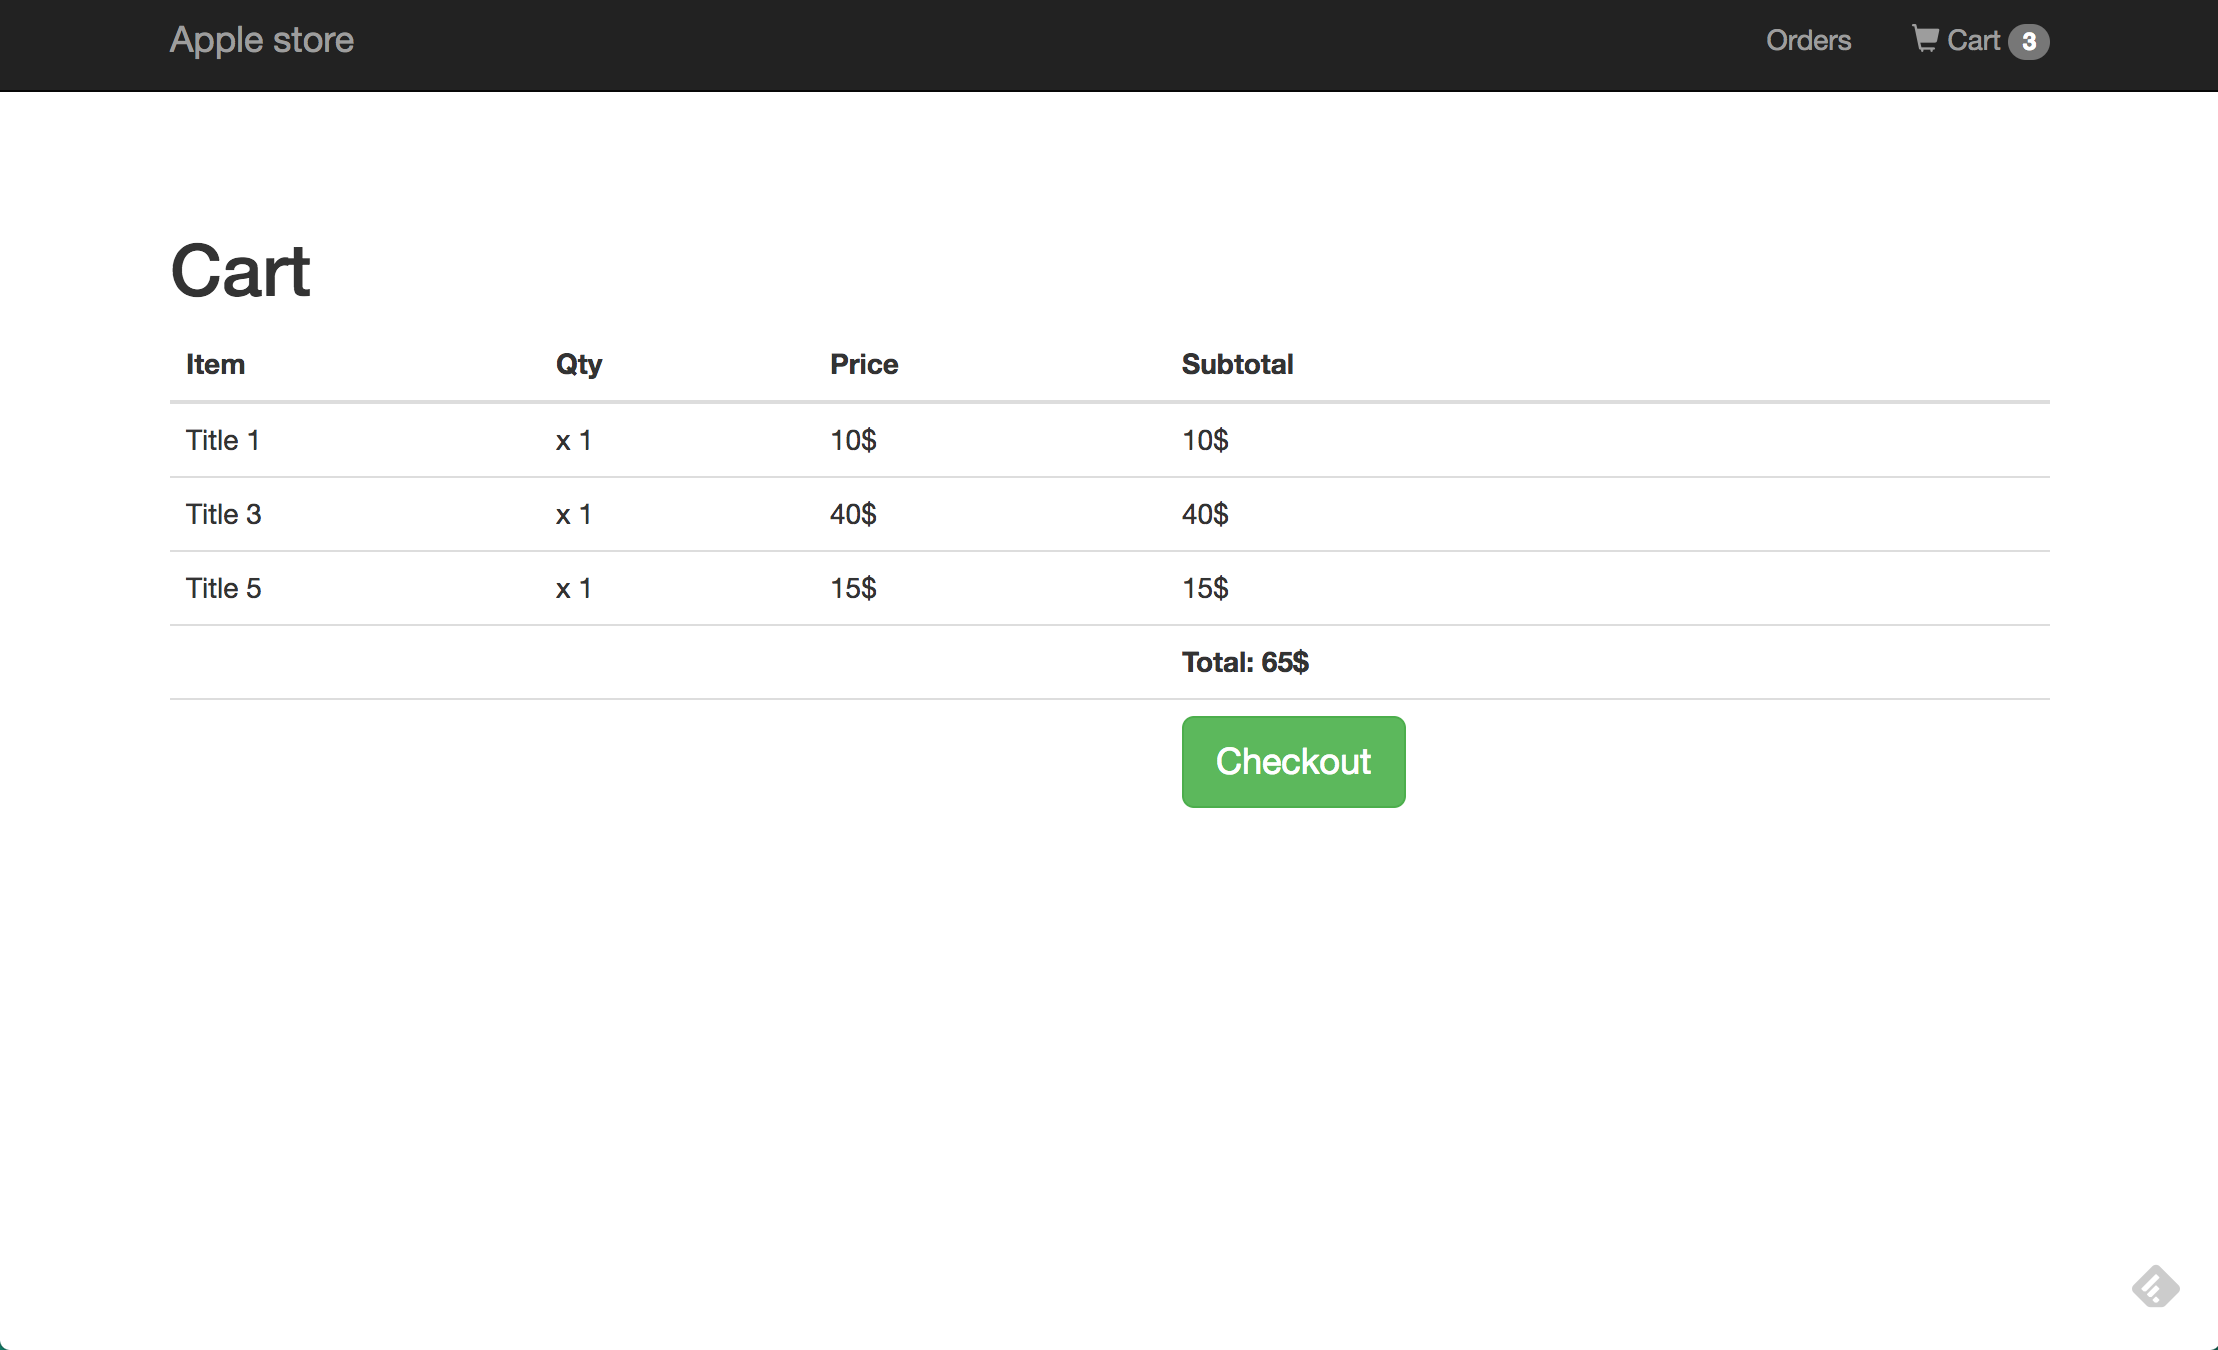 Apple store Orders Cart 3
Cart
Item Qty Price Subtotal
Title 1 x 1 10$ 10$
Title 3 x 1 40$ 40$
Title 5 x 1 15$ 15$
Total: 65$
Checkout